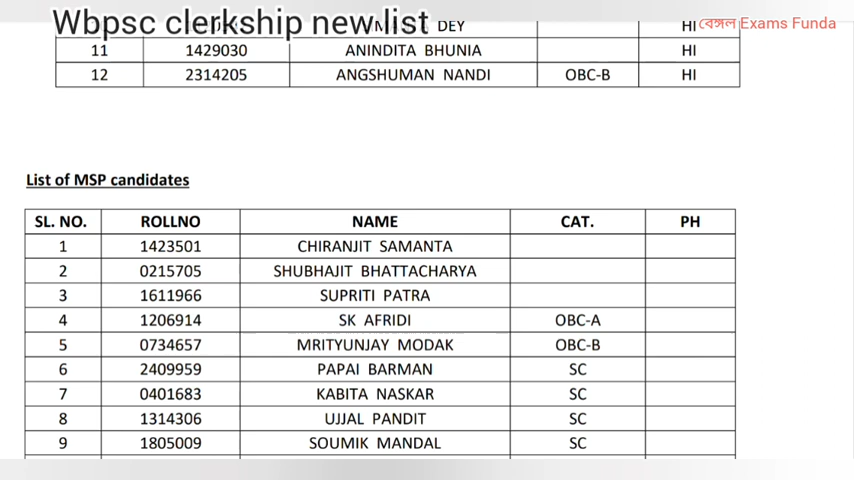 Wbpsc clerkship new list DEY HI বেঙ্গল Exams Funda
11 1429030 ANINDITA BHUNIA HI
12 2314205 ANGSHUMAN NANDI OBC-B HI
List of MSP candidates
SL. NO. ROLLNO NAME CAT. PH
1 1423501 CHIRANJIT SAMANTA
2 0215705 SHUBHAJIT BHATTACHARYA
3 1611966 SUPRITI PATRA
4 1206914 SK AFRIDI OBC-A
5 0734657 MRITYUNJAY MODAK OBC-B
6 2409959 PAPAI BARMAN SC
7 0401683 KABITA NASKAR SC
8 1314306 UJJAL PANDIT SC
9 1805009 SOUMIK MANDAL SC